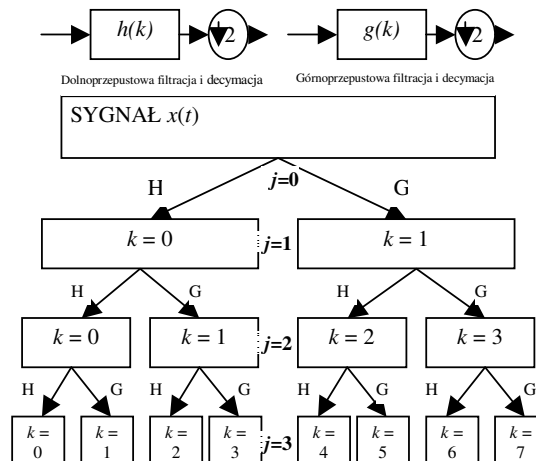 h(k) 2 g(k) 2
Dolnoprzepustowa filtracja i decymacja Górnoprzepustowa filtracja i decymacja
SYGNAŁ x(t)
H j=0 G
k = 0 j=1 k = 1
H G H G
k = 0 k = 1 j=2 k = 2 k = 3
H G H G H G H G
k = 0 k = 1 k = 2 k = 3 j=3 k = 4 k = 5 k = 6 k = 7